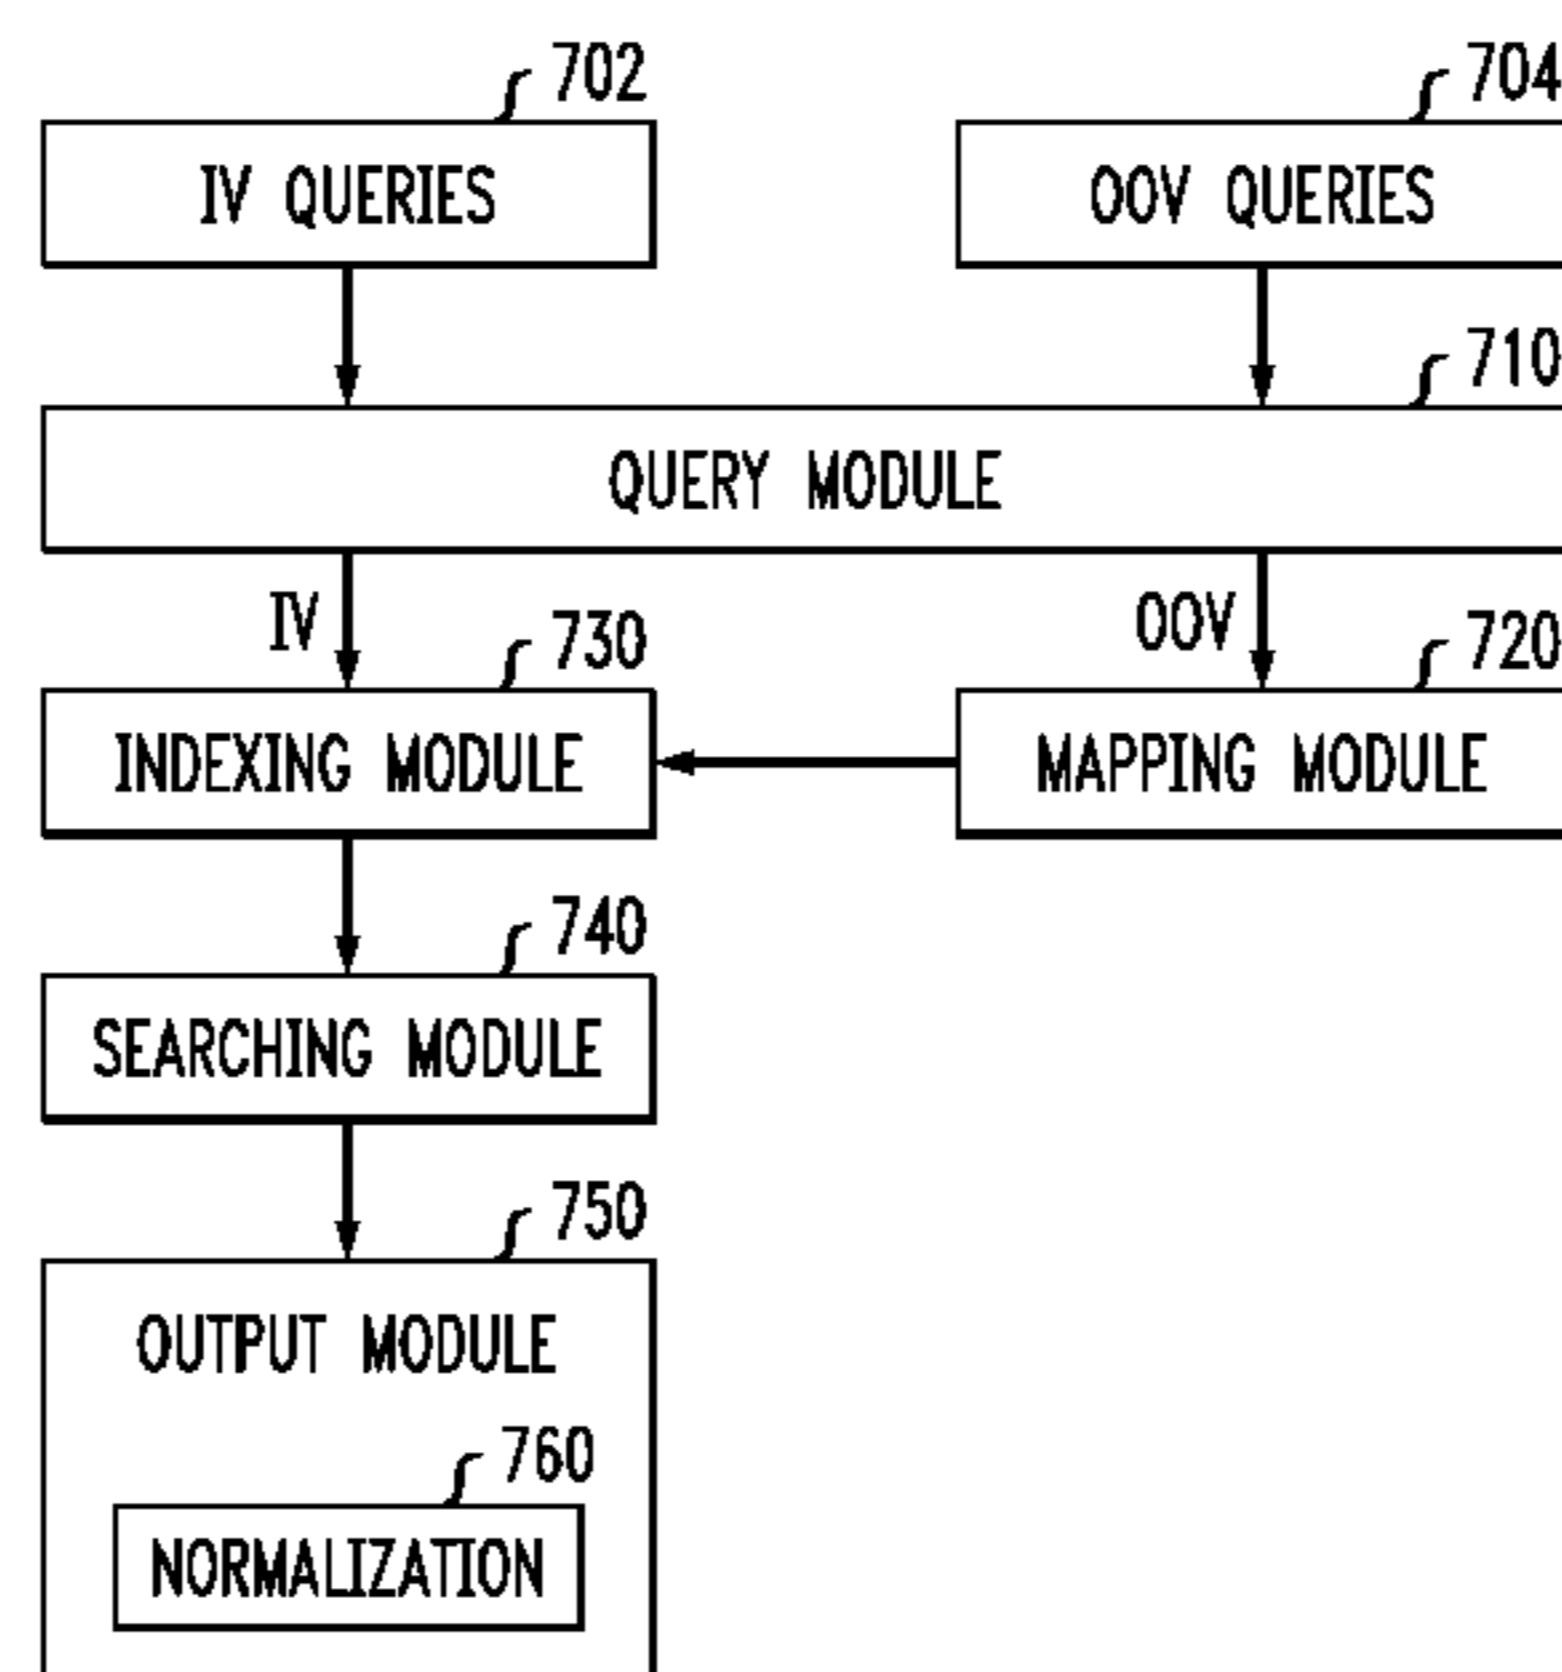 702
704
IV QUERIES
OOV QUERIES
710
QUERY MODULE
IV
730
OOV
720
INDEXING MODULE
MAPPING MODULE
740
SEARCHING MODULE
750
OUTPUT MODULE
760
NORMALIZATION